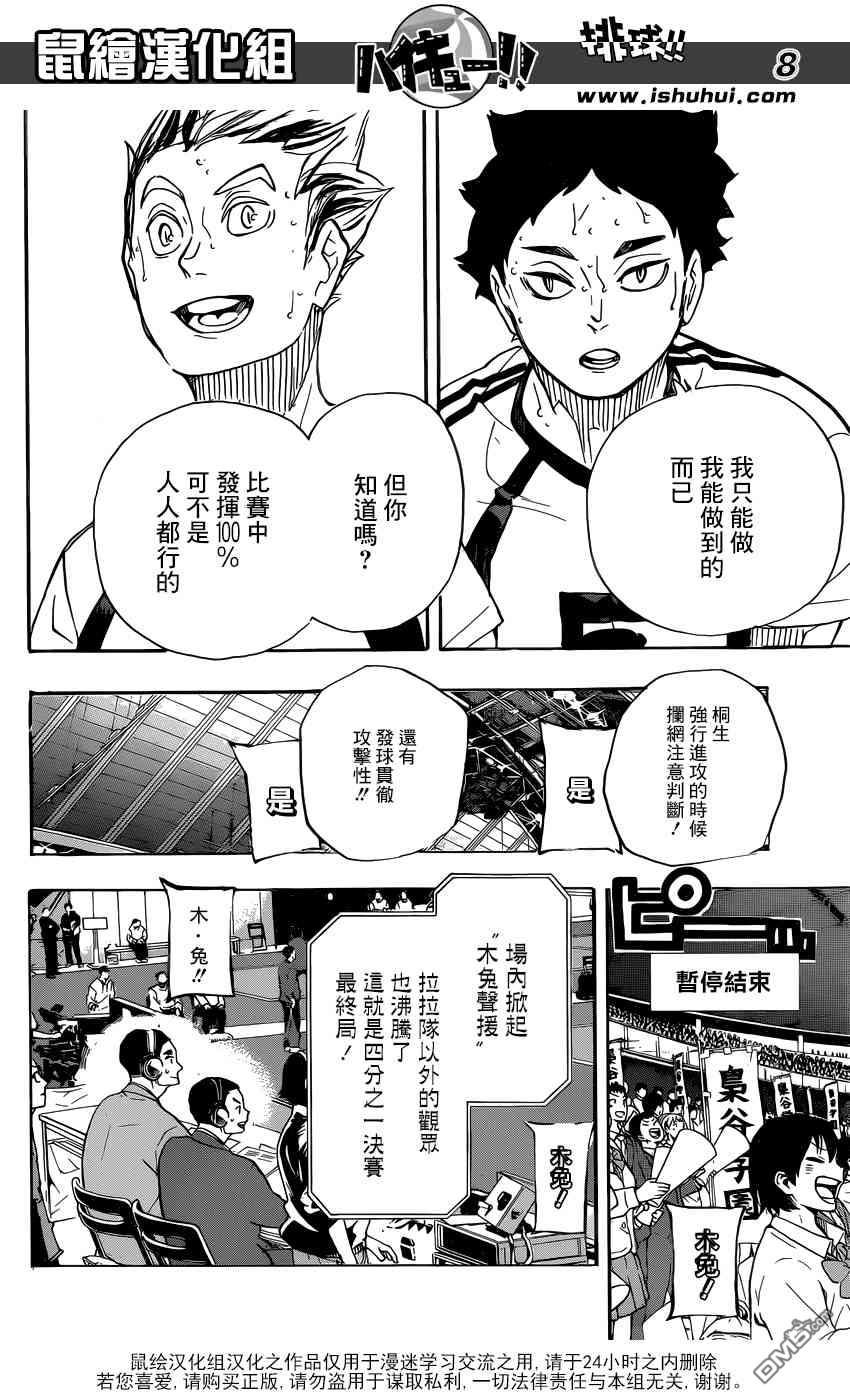 鼠繪漢化組
ハイキュー!!
排球!!
8
www.ishuhui.com
我只能做
我能做到的
而已
但你
知道嗎?
比賽中
發揮100%
可不是
人人都行的
桐生
強行進攻的時候
攔網注意判斷!
是
還有
發球貫徹
攻擊性!!
是
ピーッ
暫停結束
梟谷
梟谷
梟谷
子園
木兔!
場內掀起
"木兔聲援"
拉拉隊以外的觀眾
也沸騰了
這就是四分之一決賽
最終局!
木兔!
木·兔!!
鼠绘汉化组汉化之作品仅用于漫迷学习交流之用, 请于24小时之内删除
若您喜爱, 请购买正版, 请勿用于谋取私利, 一切法律责任与本组无关, 谢谢。
DM5.com